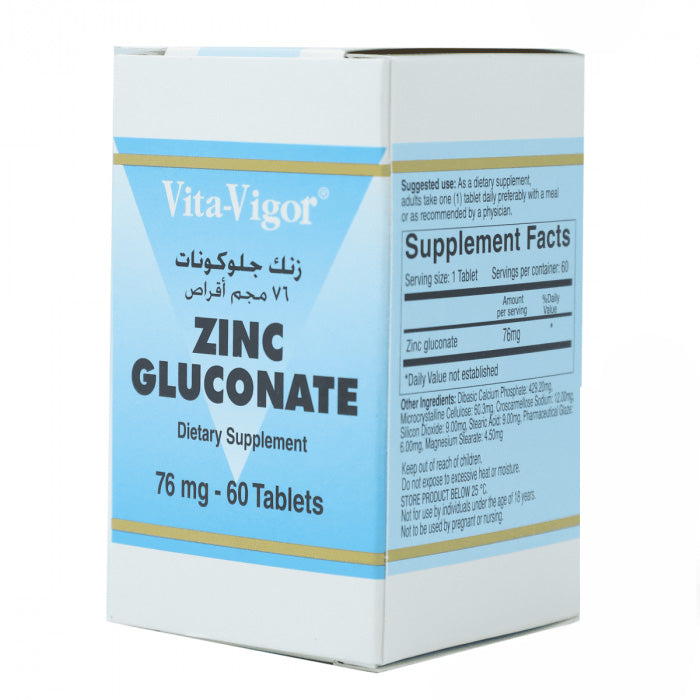 Vita-Vigor®
زنك جلوكونات
٧٦ مجم أقراص
ZINC
GLUCONATE
Dietary Supplement
76 mg - 60 Tablets
Suggested use: As a dietary supplement,
adults take one (1) tablet daily preferably with a meal
or as recommended by a physician.
Supplement Facts
Serving size: 1 Tablet Servings per container: 60
Amount %Daily
per serving Value
Zinc gluconate 76mg *
*Daily Value not established
Other Ingredients: Dibasic Calcium Phosphate: 429.20mg,
Microcrystalline Cellulose: 60.3mg, Croscarmellose Sodium: 12.00mg,
Silicon Dioxide: 9.00mg, Stearic Acid: 9.00mg, Pharmaceutical Glaze:
6.00mg, Magnesium Stearate: 4.50mg
Keep out of reach of children.
Do not expose to excessive heat or moisture.
STORE PRODUCT BELOW 25 °C.
Not for use by individuals under the age of 18 years.
Not to be used by pregnant or nursing.